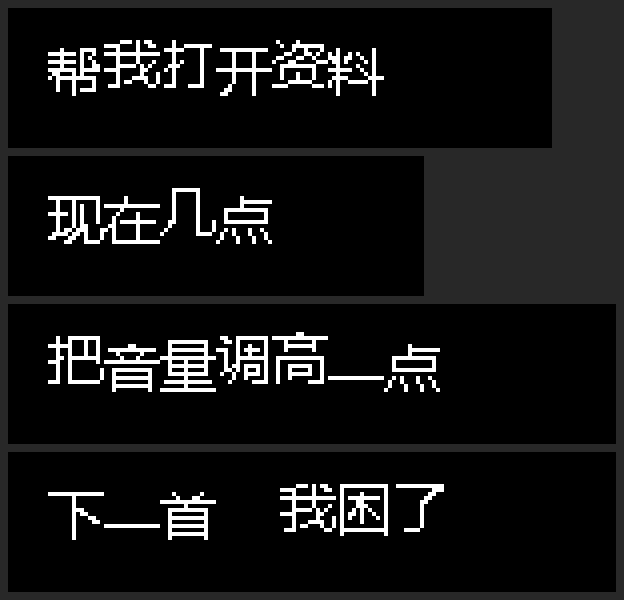 帮我打开资料
现在几点
把音量调高一点
下一首 我困了